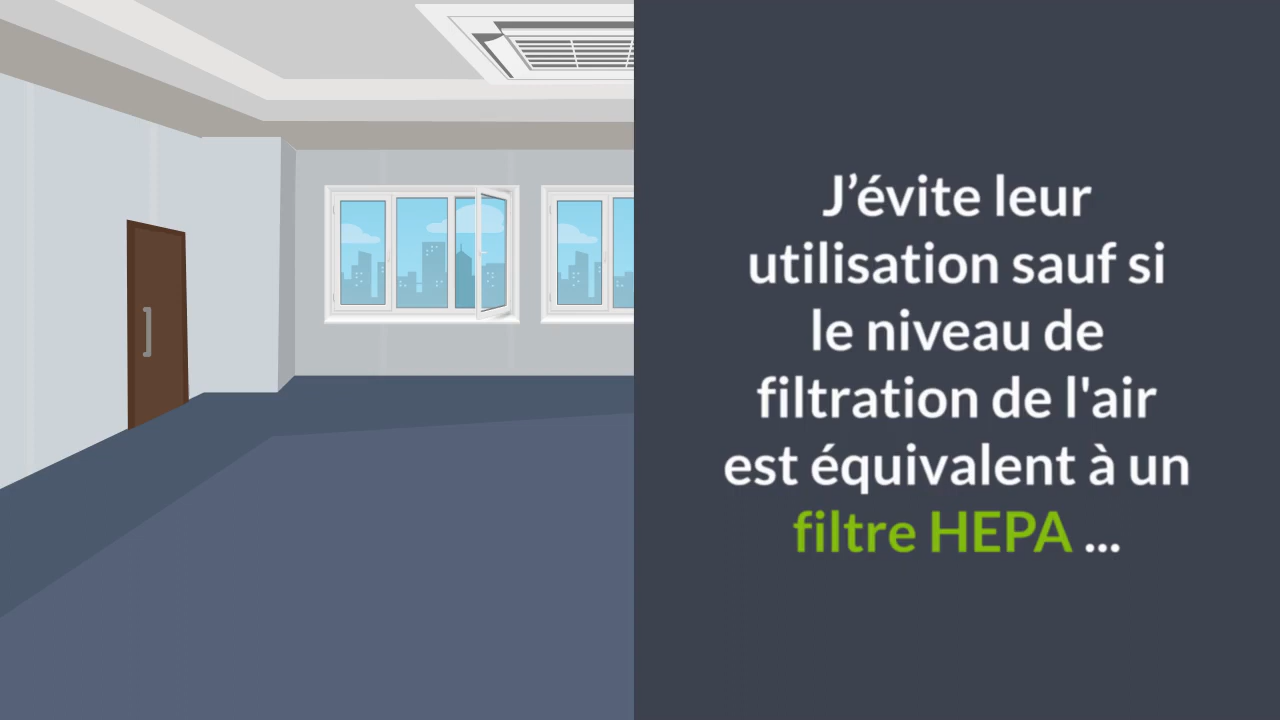 J’évite leur
utilisation sauf si
le niveau de
filtration de l'air
est équivalent à un
filtre HEPA ...